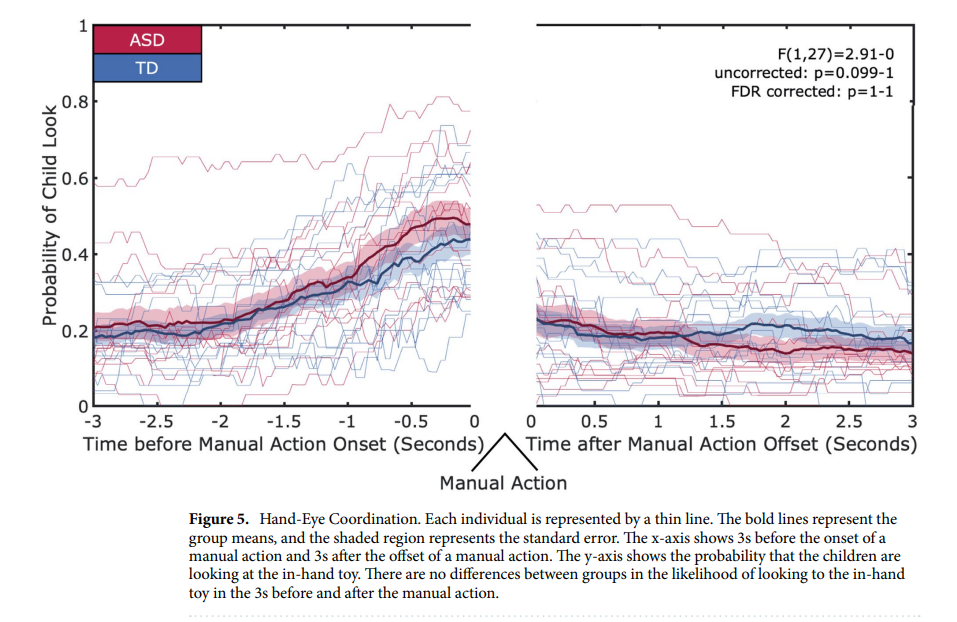 1
ASD
TD
F(1,27)=2.91-0
uncorrected: p=0.099-1
FDR corrected: p=1-1
0.8
0.6
0.4
0.2
0
Probability of Child Look
-3 -2.5 -2 -1.5 -1 -0.5 0
0 0.5 1 1.5 2 2.5 3
Time before Manual Action Onset (Seconds)
Time after Manual Action Offset (Seconds)
Manual Action
Figure 5. Hand-Eye Coordination. Each individual is represented by a thin line. The bold lines represent the
group means, and the shaded region represents the standard error. The x-axis shows 3s before the onset of a
manual action and 3s after the offset of a manual action. The y-axis shows the probability that the children are
looking at the in-hand toy. There are no differences between groups in the likelihood of looking to the in-hand
toy in the 3s before and after the manual action.